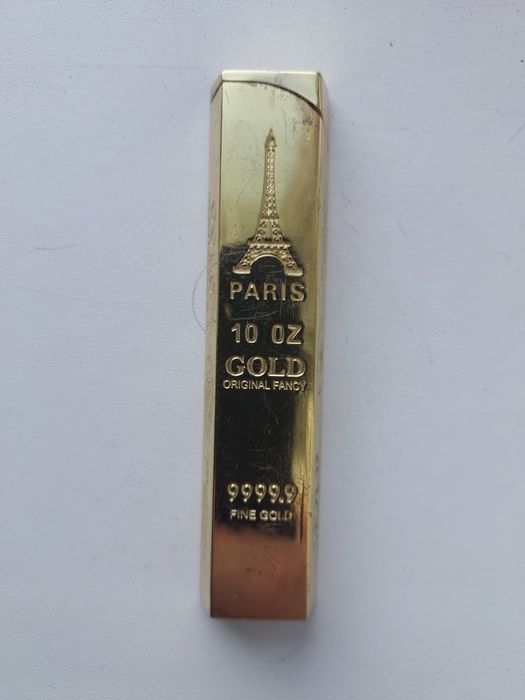 PARIS
10 OZ
GOLD
ORIGINAL FANCY
9999.9
FINE GOLD